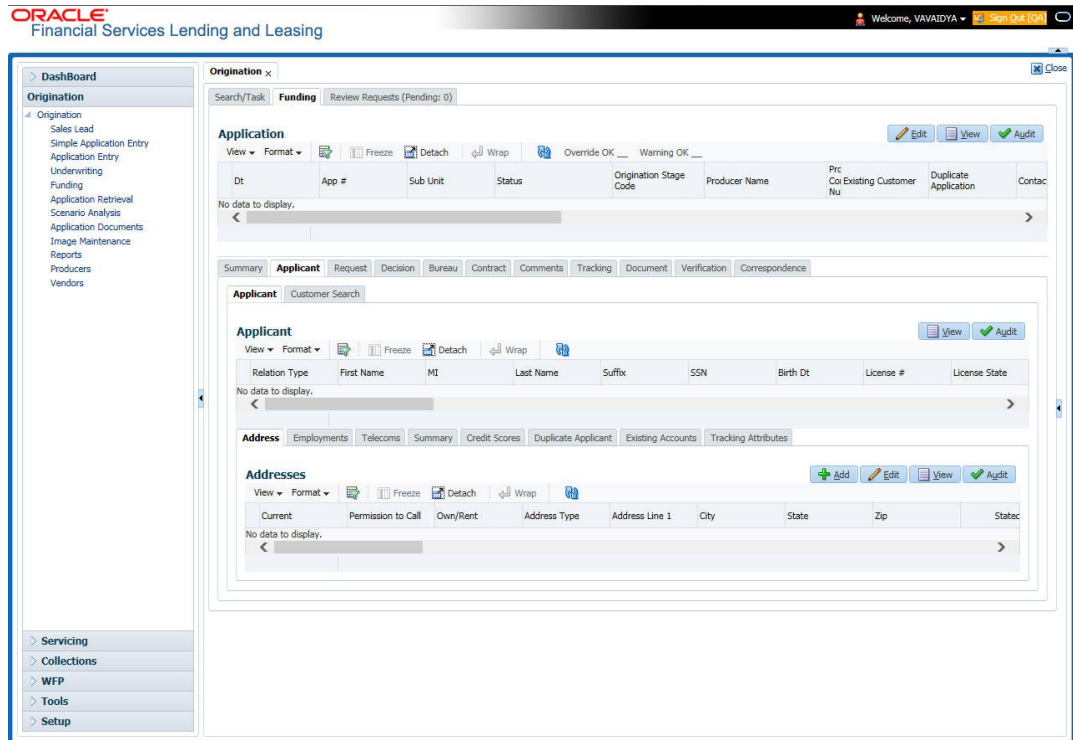 ORACLE®
Financial Services Lending and Leasing
Welcome, VAVAIDYA
Sign Out [QA]
DashBoard
Origination
Origination
Sales Lead
Simple Application Entry
Application Entry
Underwriting
Funding
Application Retrieval
Scenario Analysis
Application Documents
Image Maintenance
Reports
Producers
Vendors
Servicing
Collections
WFP
Tools
Setup
Origination x
Close
Search/Task Funding Review Requests (Pending: 0)
Application
Edit View Audit
View Format Freeze Detach Wrap Override OK __ Warning OK __
Dt App # Sub Unit Status Origination Stage Code Producer Name Prc Coi Nu Existing Customer Duplicate Application Contac
No data to display.
Summary Applicant Request Decision Bureau Contract Comments Tracking Document Verification Correspondence
Applicant Customer Search
Applicant
View Audit
View Format Freeze Detach Wrap
Relation Type First Name MI Last Name Suffix SSN Birth Dt License # License State
No data to display.
Address Employments Telecoms Summary Credit Scores Duplicate Applicant Existing Accounts Tracking Attributes
Addresses
Add Edit View Audit
View Format Freeze Detach Wrap
Current Permission to Call Own/Rent Address Type Address Line 1 City State Zip Stated
No data to display.